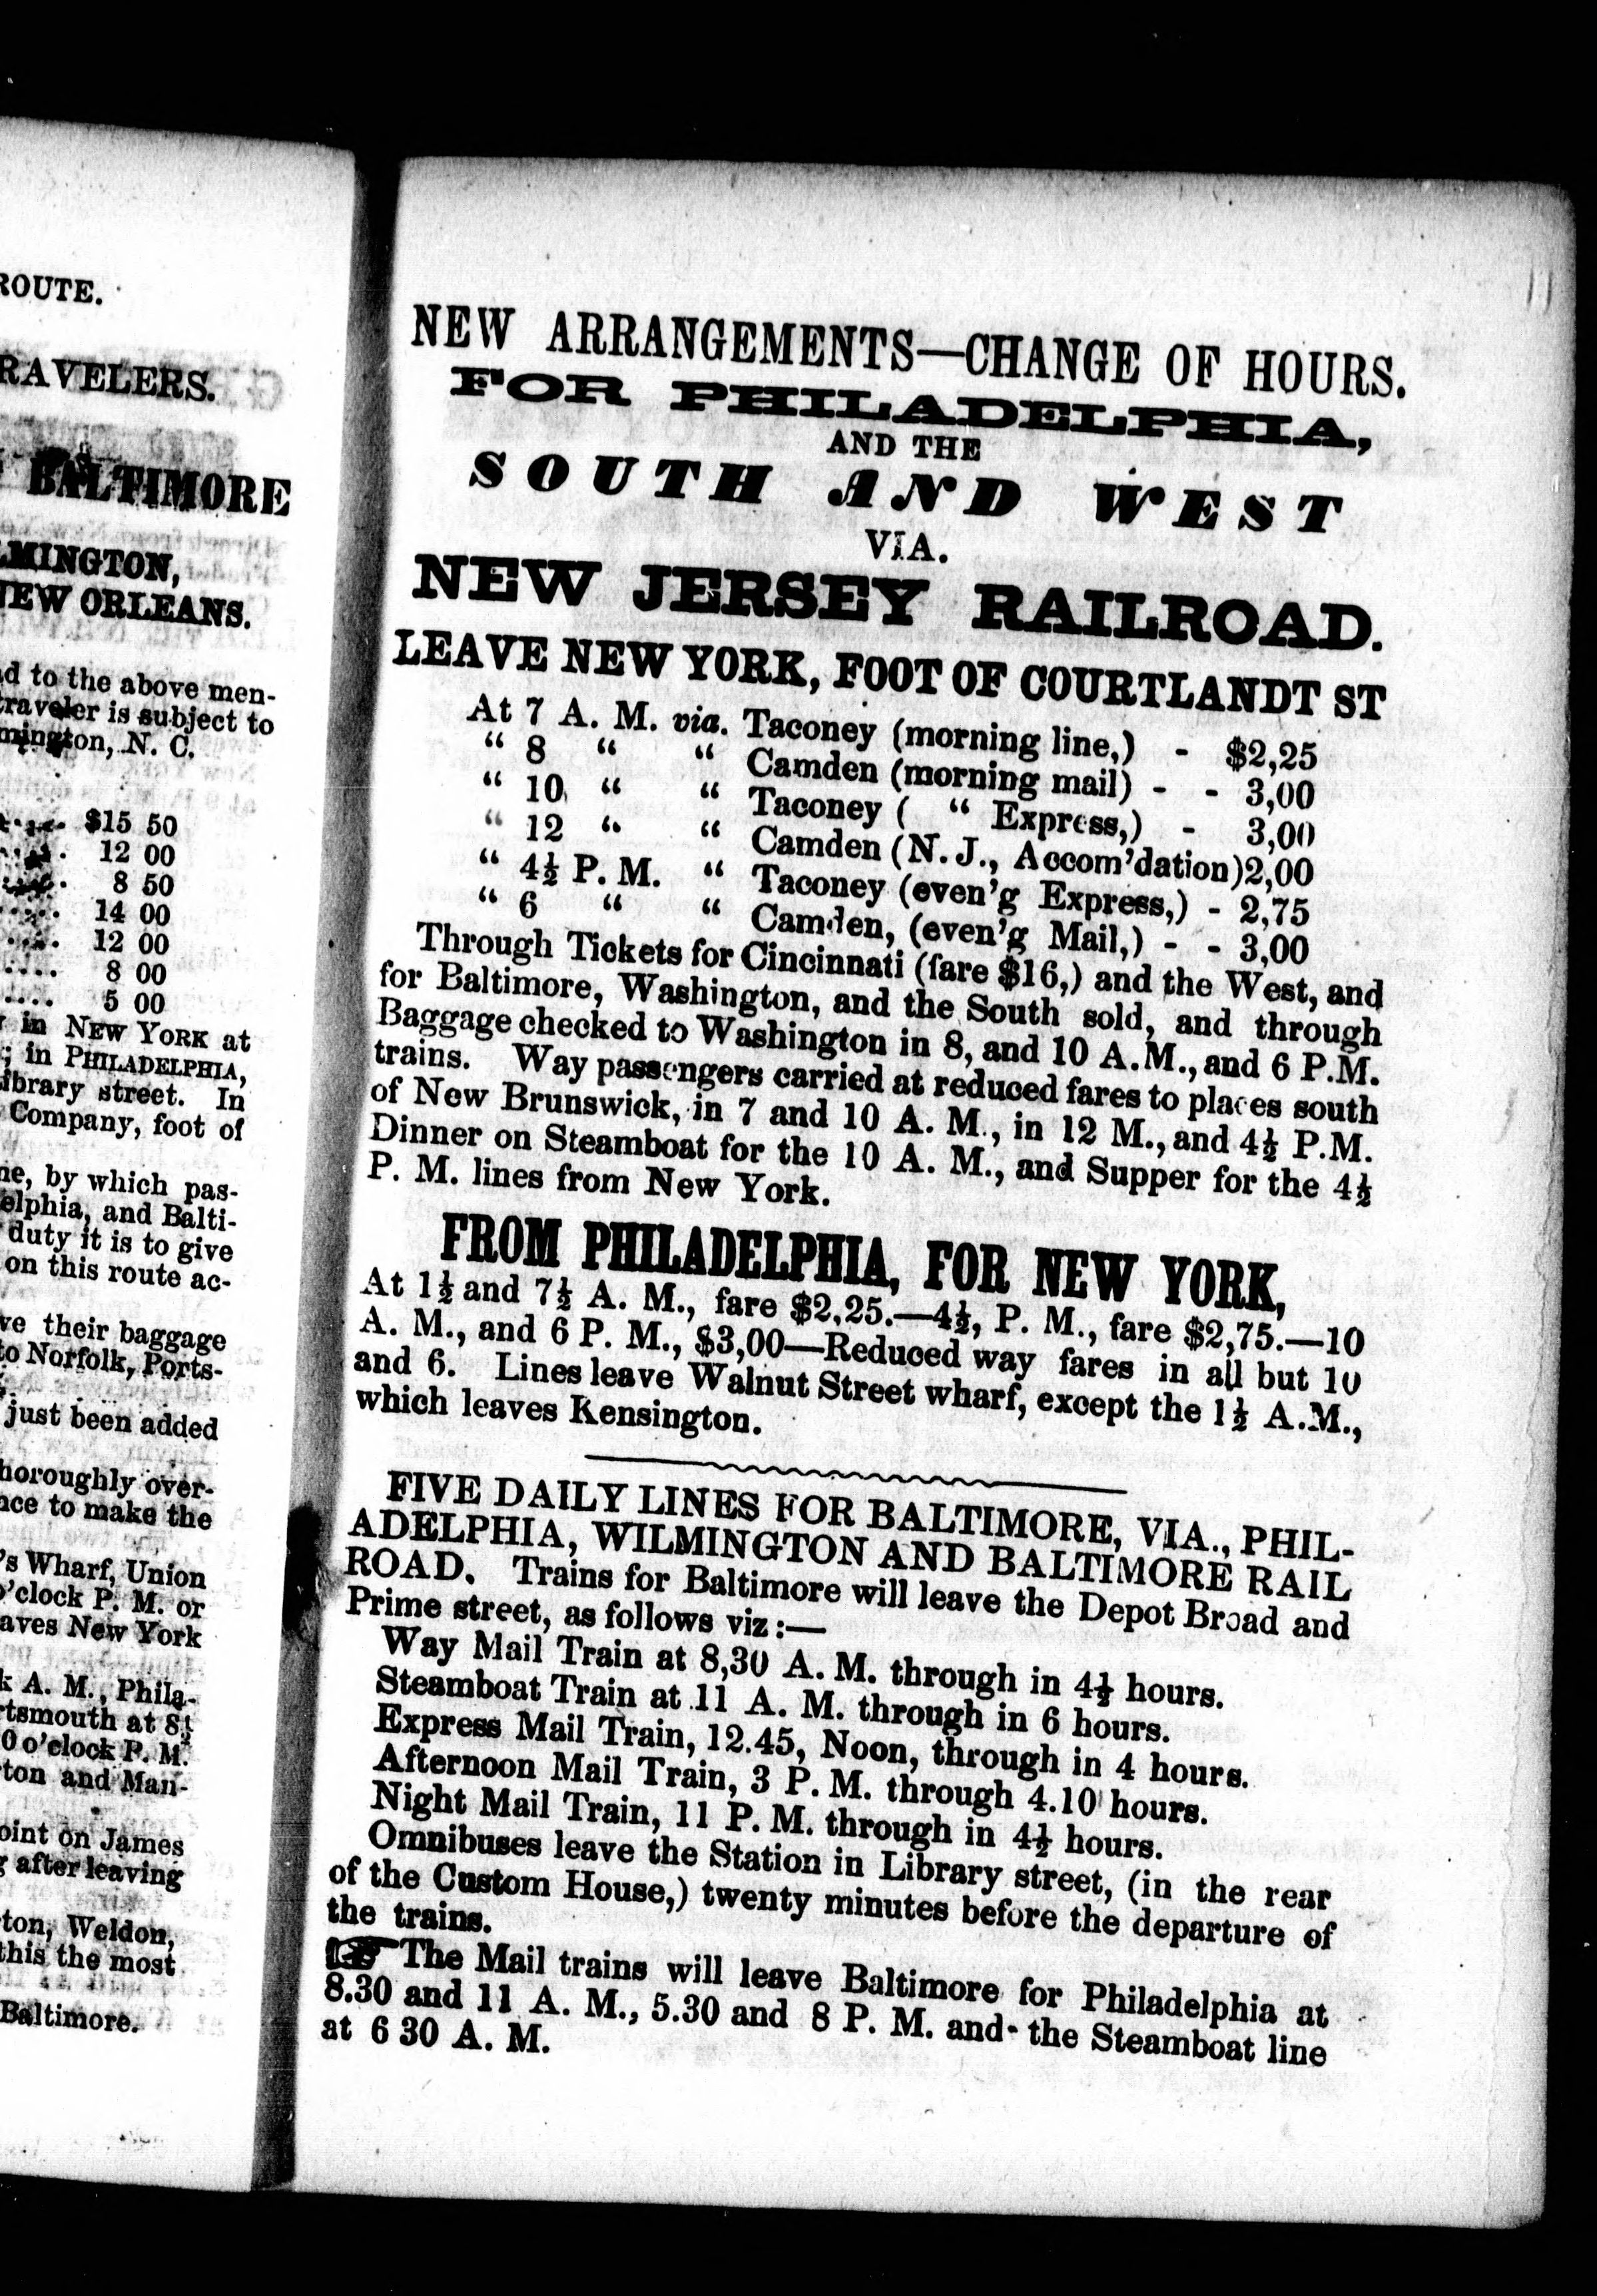 ROUTE.
RAVELERS.
BALTIMORE
LMINGTON,
NEW ORLEANS.
d to the above men-
traveler is subject to
mington, N. C.
$15 50
12 00
8 50
14 00
12 00
8 00
5 00
in NEW YORK at
; in PHILADELPHIA,
ibrary street. In
Company, foot of
ne, by which pas-
elphia, and Balti-
duty it is to give
on this route ac-
ve their baggage
to Norfolk, Ports-
just been added
horoughly over-
nce to make the
's Wharf, Union
o'clock P. M. or
aves New York
k A. M., Phila-
rtsmouth at 8½
0 o'clock P. M.
ton and Man-
oint on James
g after leaving
ton, Weldon,
this the most
Baltimore.
NEW ARRANGEMENTS—CHANGE OF HOURS.
FOR PHILADELPHIA,
AND THE
SOUTH AND WEST
VIA.
NEW JERSEY RAILROAD.
LEAVE NEW YORK, FOOT OF COURTLANDT ST
At 7 A. M. via. Taconey (morning line,) - $2,25
“ 8 “ “ Camden (morning mail) - - 3,00
“ 10 “ “ Taconey ( “ Express,) - 3,00
“ 12 “ “ Camden (N. J., Accom'dation)2,00
“ 4½ P. M. “ Taconey (even'g Express,) - 2,75
“ 6 “ “ Camden, (even'g Mail,) - - 3,00
Through Tickets for Cincinnati (fare $16,) and the West, and
for Baltimore, Washington, and the South sold, and through
Baggage checked to Washington in 8, and 10 A.M., and 6 P.M.
trains. Way passengers carried at reduced fares to places south
of New Brunswick, in 7 and 10 A. M., in 12 M., and 4½ P.M.
Dinner on Steamboat for the 10 A. M., and Supper for the 4½
P. M. lines from New York.
FROM PHILADELPHIA, FOR NEW YORK,
At 1½ and 7½ A. M., fare $2,25.—4½, P. M., fare $2,75.—10
A. M., and 6 P. M., $3,00—Reduced way fares in all but 10
and 6. Lines leave Walnut Street wharf, except the 1½ A.M.,
which leaves Kensington.
FIVE DAILY LINES FOR BALTIMORE, VIA., PHIL-
ADELPHIA, WILMINGTON AND BALTIMORE RAIL
ROAD. Trains for Baltimore will leave the Depot Broad and
Prime street, as follows viz:—
Way Mail Train at 8,30 A. M. through in 4½ hours.
Steamboat Train at 11 A. M. through in 6 hours.
Express Mail Train, 12.45, Noon, through in 4 hours.
Afternoon Mail Train, 3 P. M. through 4.10 hours.
Night Mail Train, 11 P. M. through in 4½ hours.
Omnibuses leave the Station in Library street, (in the rear
of the Custom House,) twenty minutes before the departure of
the trains.
☞ The Mail trains will leave Baltimore for Philadelphia at
8.30 and 11 A. M., 5.30 and 8 P. M. and the Steamboat line
at 6 30 A. M.